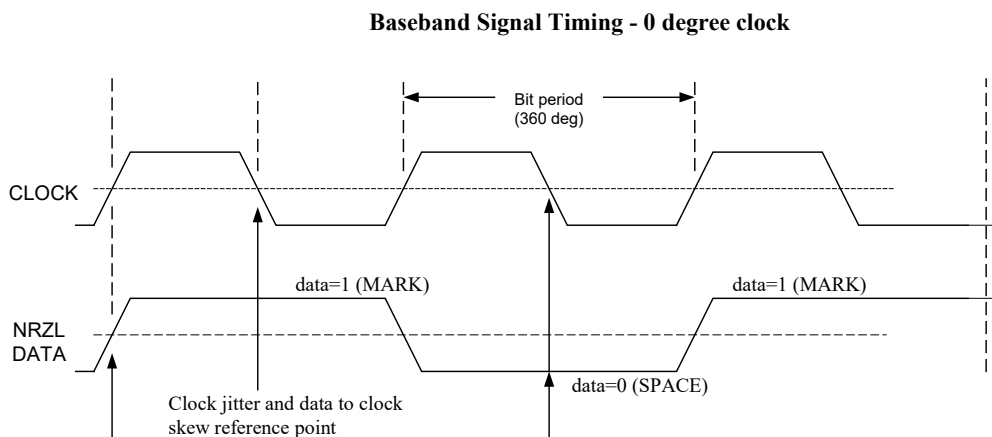 Baseband Signal Timing - 0 degree clock
Bit period
(360 deg)
CLOCK
data=1 (MARK)
data=1 (MARK)
NRZL
DATA
data=0 (SPACE)
Clock jitter and data to clock
skew reference point